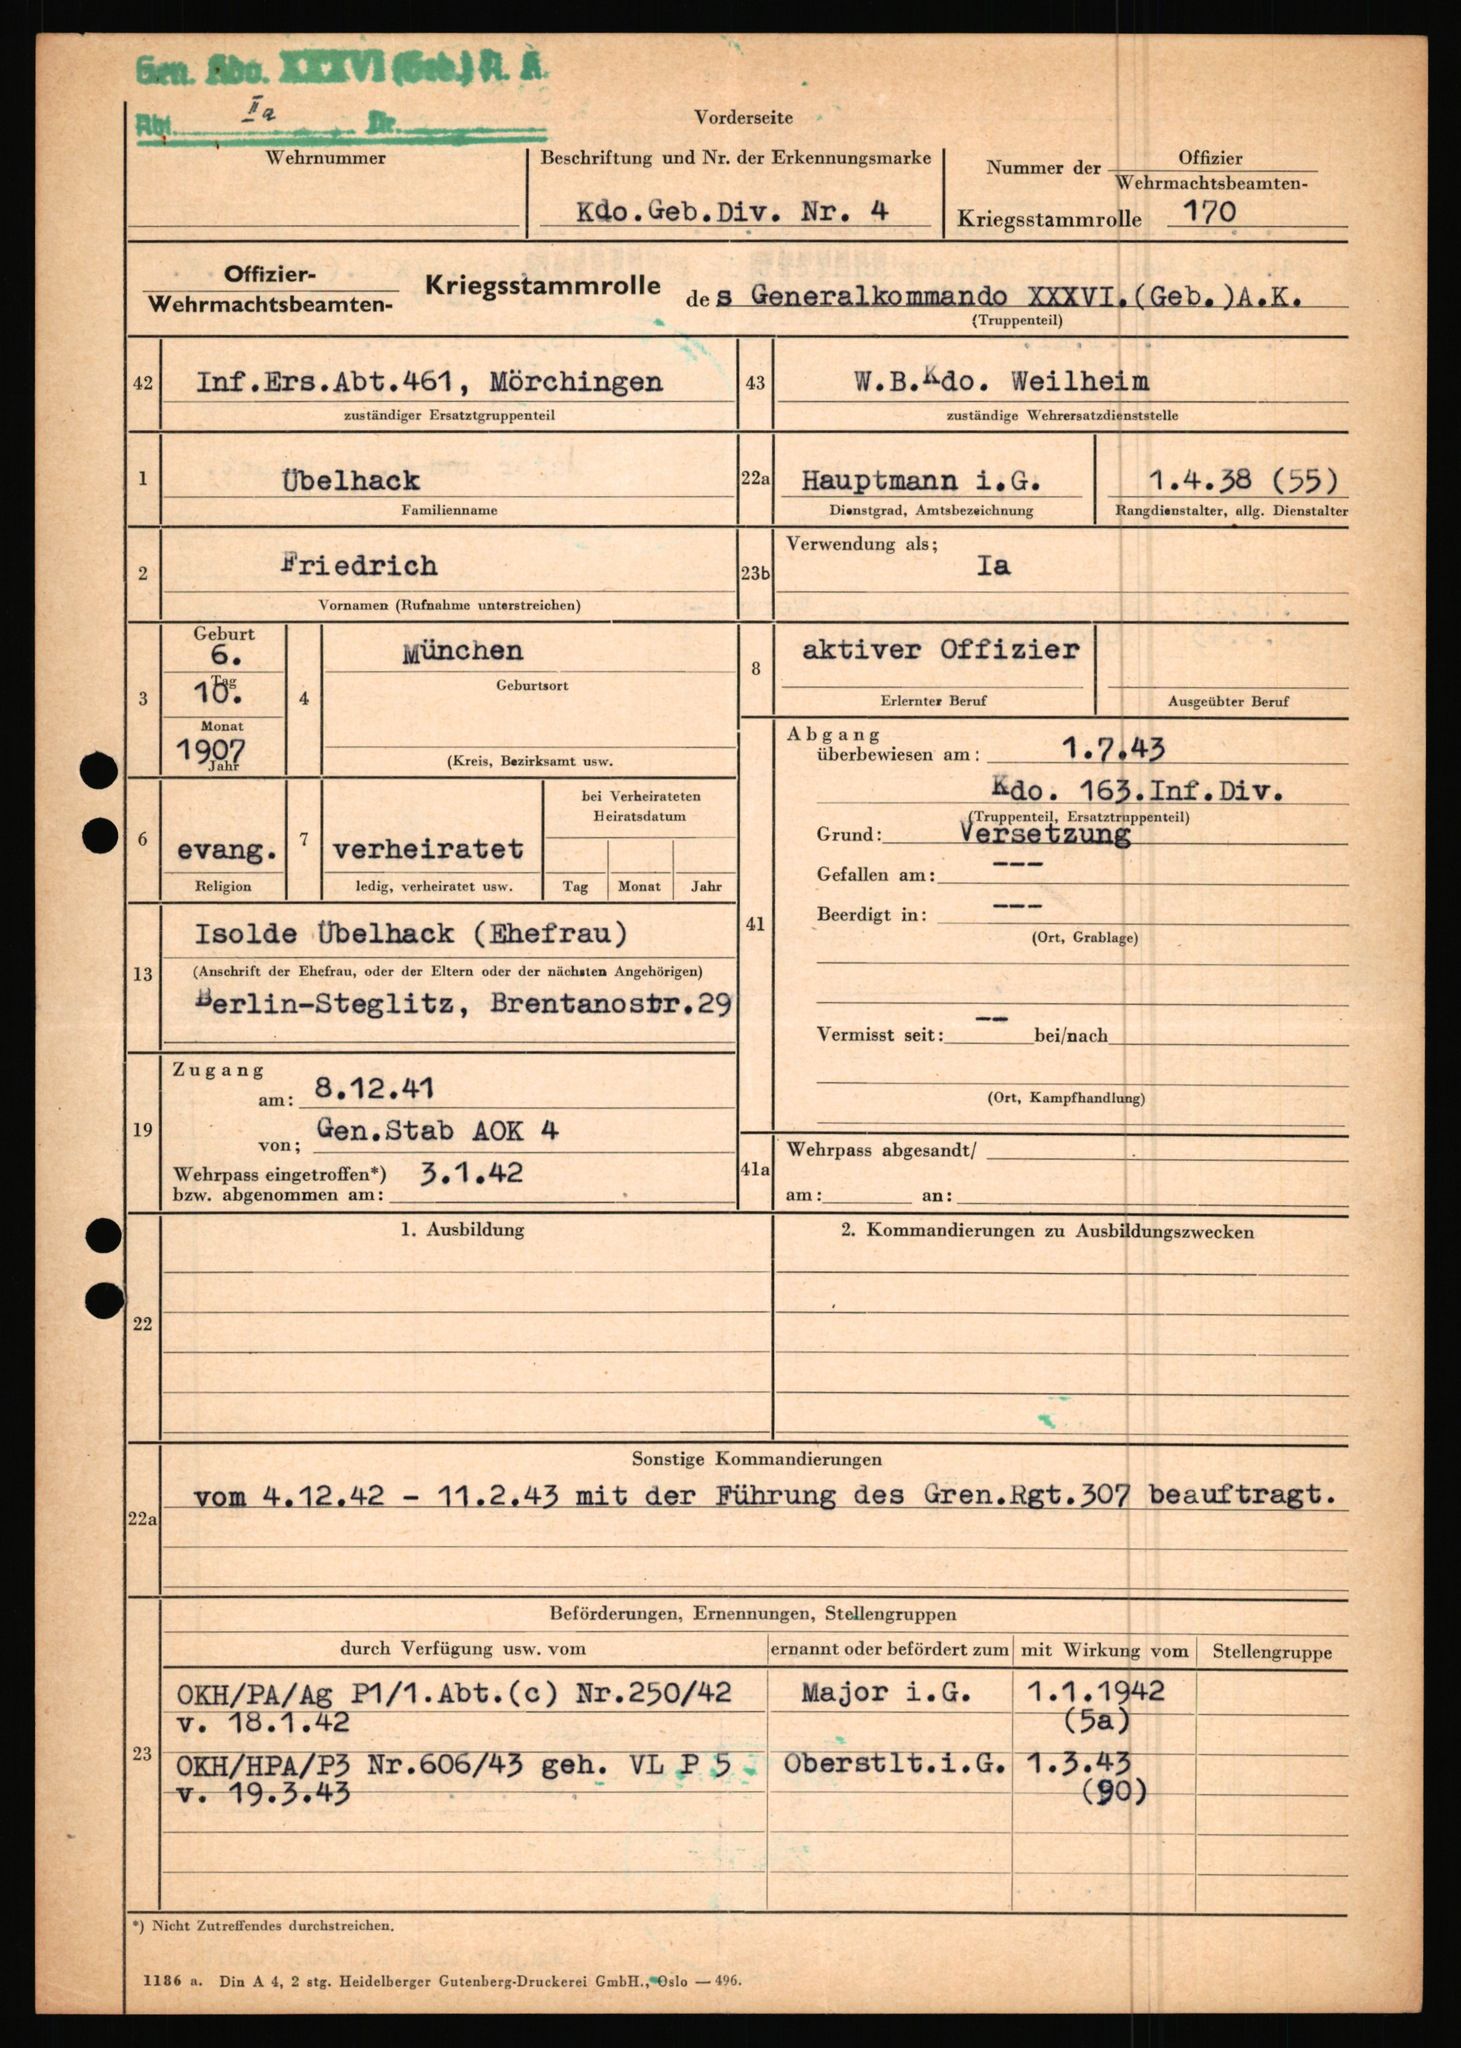 Gen. Kdo. XXXVI (Geb.) A. K.
Abt. IIa Nr.
Vorderseite
Wehrnummer
Beschriftung und Nr. der Erkennungsmarke
Kdo.Geb.Div. Nr. 4
Nummer der Offizier
Wehrmachtsbeamten-
Kriegsstammrolle 170
Offizier-
Wehrmachtsbeamten-
Kriegsstammrolle des Generalkommando XXXVI.(Geb.)A.K.
(Truppenteil)
42 Inf.Ers.Abt.461, Mörchingen
zuständiger Ersatztgruppenteil
43 W.B.Kdo. Weilheim
zuständige Wehrersatzdienststelle
1 Übelhack
Familienname
22a Hauptmann i.G.
Dienstgrad, Amtsbezeichnung
1.4.38 (55)
Rangdienstalter, allg. Dienstalter
2 Friedrich
Vornamen (Rufnahme unterstreichen)
23b Verwendung als;
Ia
3 Geburt
6.
Tag
10.
Monat
1907
Jahr
4 München
Geburtsort
(Kreis, Bezirksamt usw.
8 aktiver Offizier
Erlernter Beruf
Ausgeübter Beruf
6 evang.
Religion
7 verheiratet
ledig, verheiratet usw.
bei Verheirateten
Heiratsdatum
Tag Monat Jahr
41 Abgang
überbewiesen am: 1.7.43
Kdo. 163.Inf.Div.
(Truppenteil, Ersatztruppenteil)
Grund: Versetzung
Gefallen am: ---
Beerdigt in: ---
(Ort, Grablage)
Vermisst seit: -- bei/nach
(Ort, Kampfhandlung)
13 Isolde Übelhack (Ehefrau)
(Anschrift der Ehefrau, oder der Eltern oder der nächsten Angehörigen)
Berlin-Steglitz, Brentanostr.29
19 Zugang
am: 8.12.41
von; Gen.Stab AOK 4
Wehrpass eingetroffen*) 3.1.42
bzw. abgenommen am:
41a Wehrpass abgesandt/
am: an:
22 1. Ausbildung
2. Kommandierungen zu Ausbildungszwecken
Sonstige Kommandierungen
22a vom 4.12.42 - 11.2.43 mit der Führung des Gren.Rgt.307 beauftragt.
23 Beförderungen, Ernennungen, Stellengruppen
durch Verfügung usw. vom ernannt oder befördert zum mit Wirkung vom Stellengruppe
OKH/PA/Ag P1/1.Abt.(c) Nr.250/42 Major i.G. 1.1.1942
v. 18.1.42 (5a)
OKH/HPA/P3 Nr.606/43 geh. VL P 5 Oberstlt.i.G. 1.3.43
v. 19.3.43 (90)
*) Nicht Zutreffendes durchstreichen.
1186 a. Din A 4, 2 stg. Heidelberger Gutenberg-Druckerei GmbH., Oslo — 496.